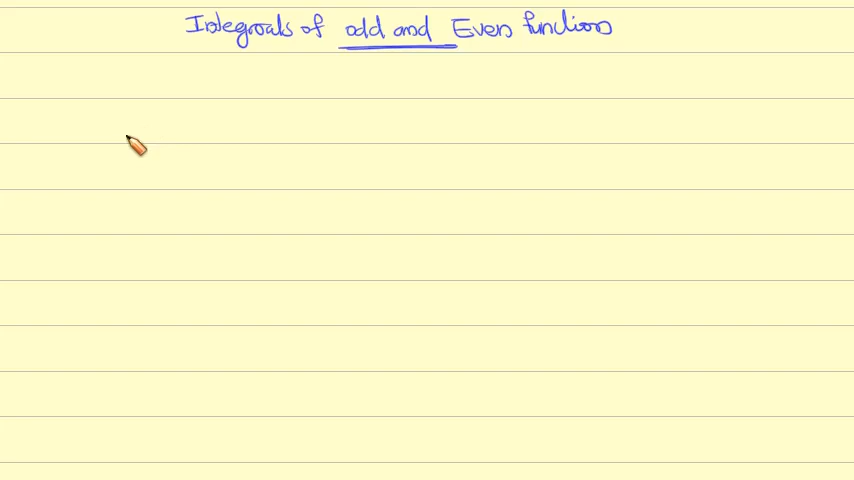 Integrals of odd and Even functions